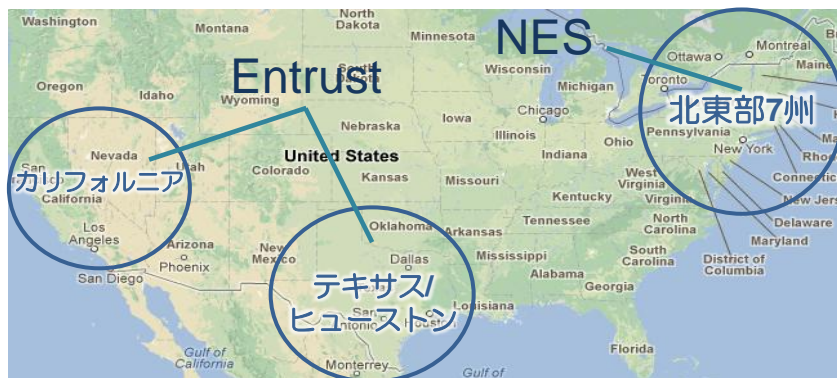 Washington
Montana
North
Dakota
Minnesota
NES
Ottawa
Montreal
Maine
Oregon
Idaho
Entrust
Wyoming
Wisconsin
Michigan
Toronto
北東部7州
Nebraska
Iowa
Chicago
Illinois
Indiana
Ohio
Pennsylvania
New York
Nevada
Utah
Colorado
United States
Kansas
Missouri
West
Virginia
Virginia
Kentucky
Connecticut
New Jersey
Delaware
Maryland
District of
Columbia
カリフォルニア
California
Los
Angeles
San Diego
Arizona
Phoenix
New
Mexico
Oklahoma
Arkansas
Tennessee
North
Carolina
South
Carolina
Dallas
Mississippi
Alabama
Georgia
テキサス/
ヒューストン
San
Antonio
Houston
Louisiana
Florida
Gulf of
California
Monterrey
Gulf of